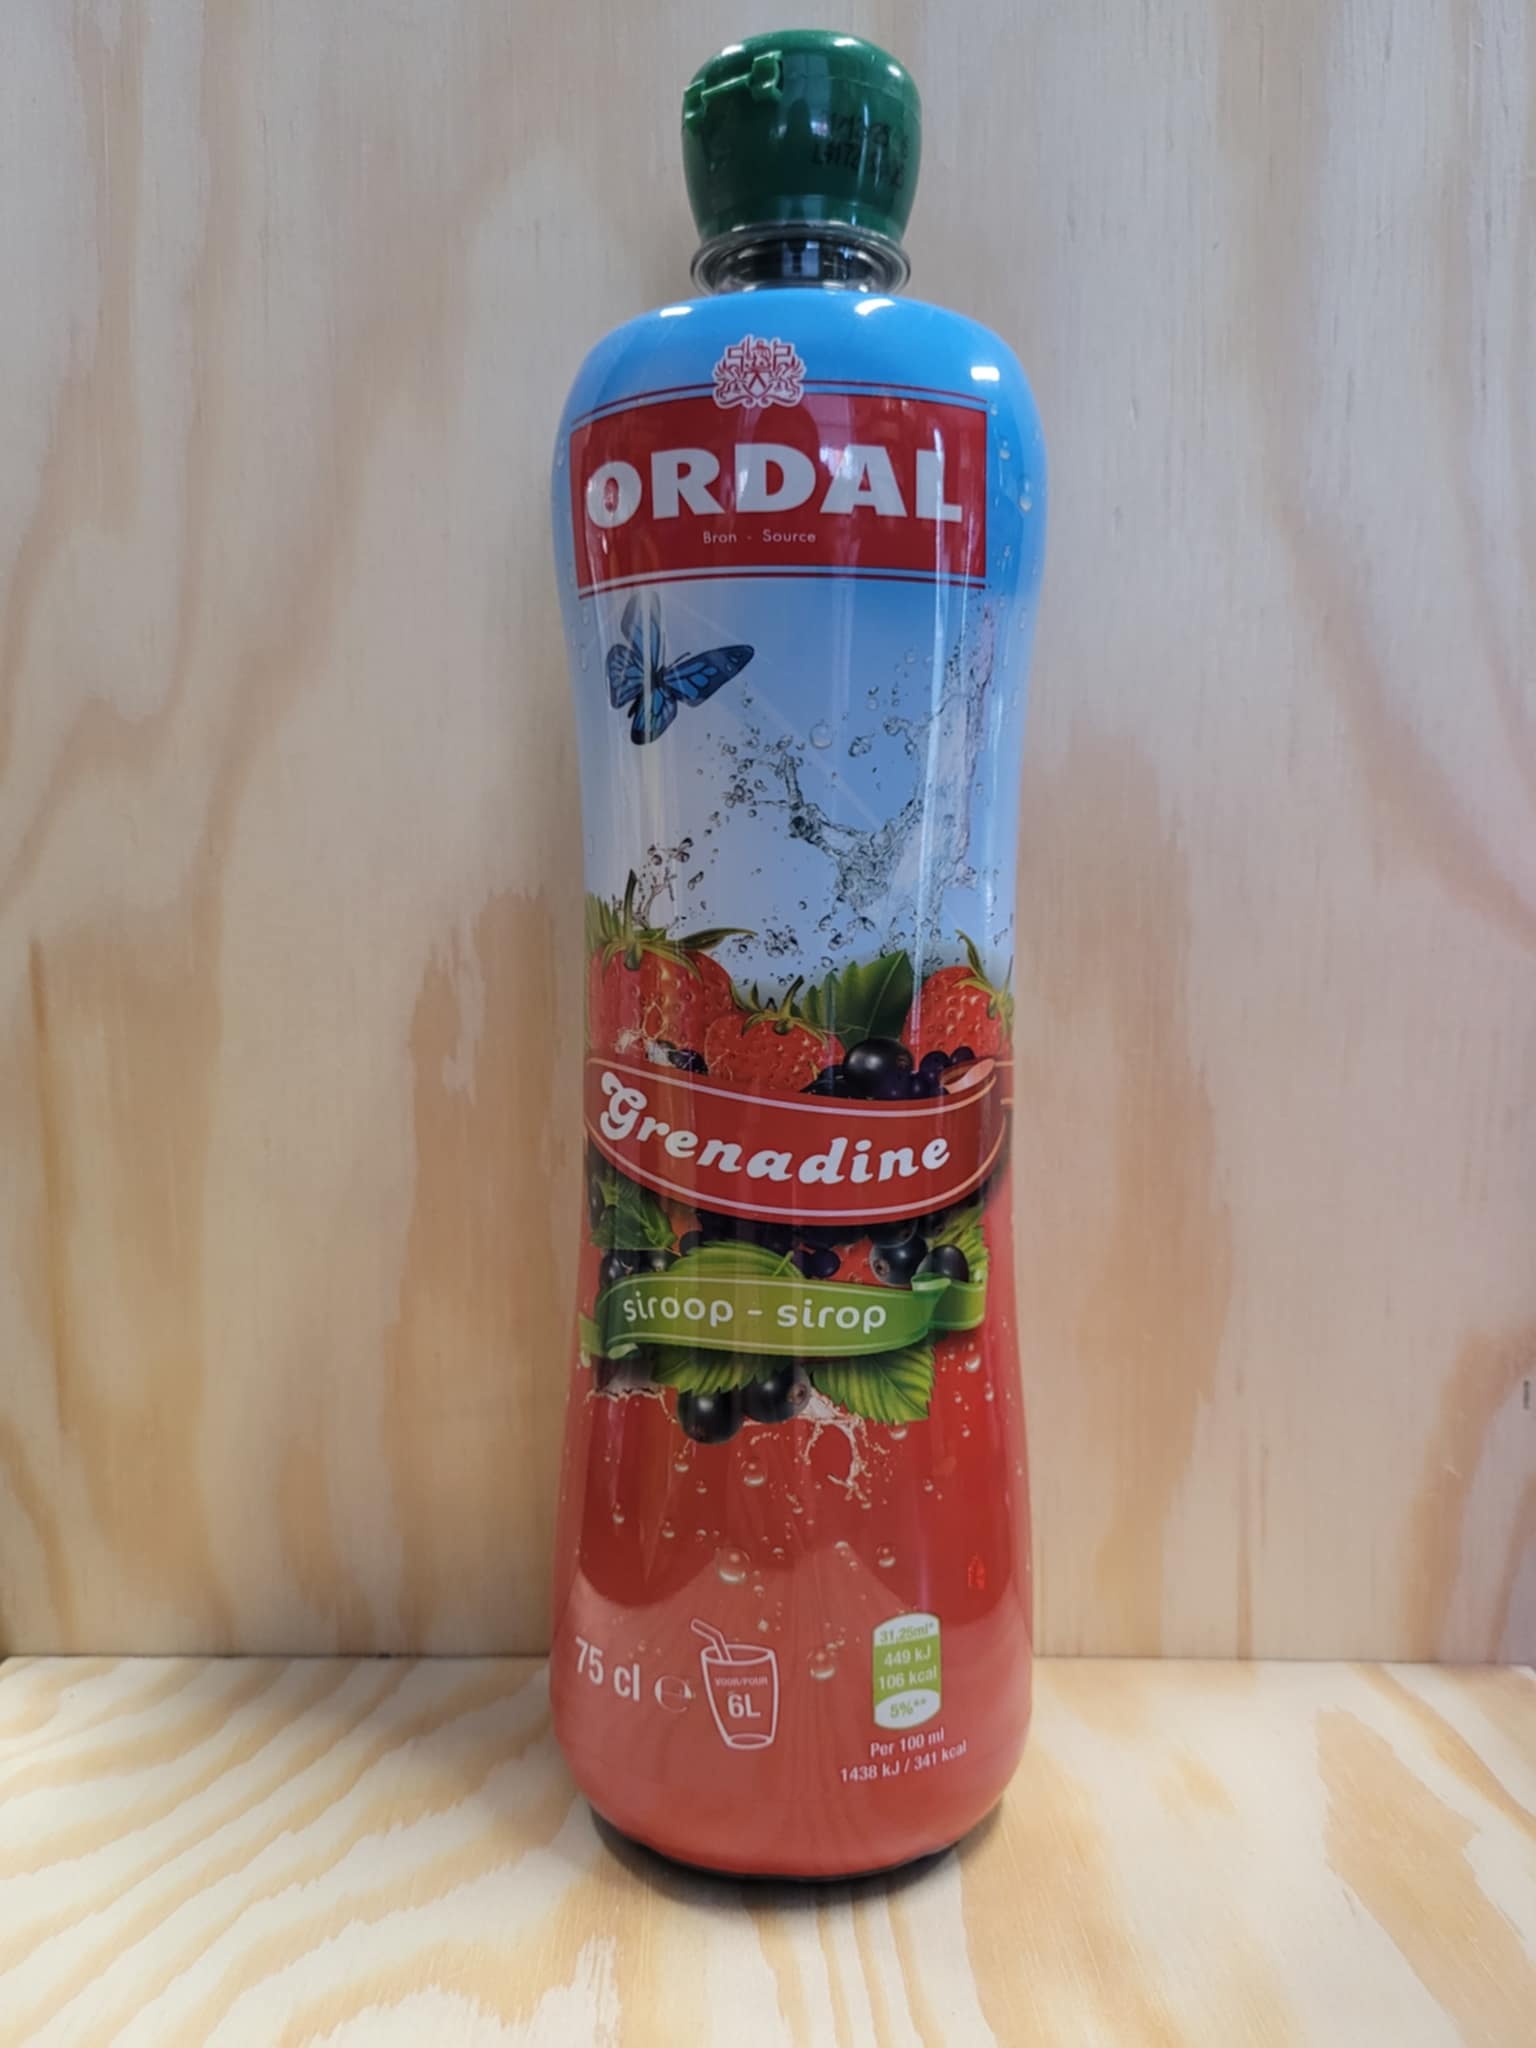 ORDAL
Bron - Source
Grenadine
siroop - sirop
75 cl e
VOOR/POUR
6L
31,25ml*
449 kJ
106 kcal
5%**
Per 100 ml
1438 kJ / 341 kcal